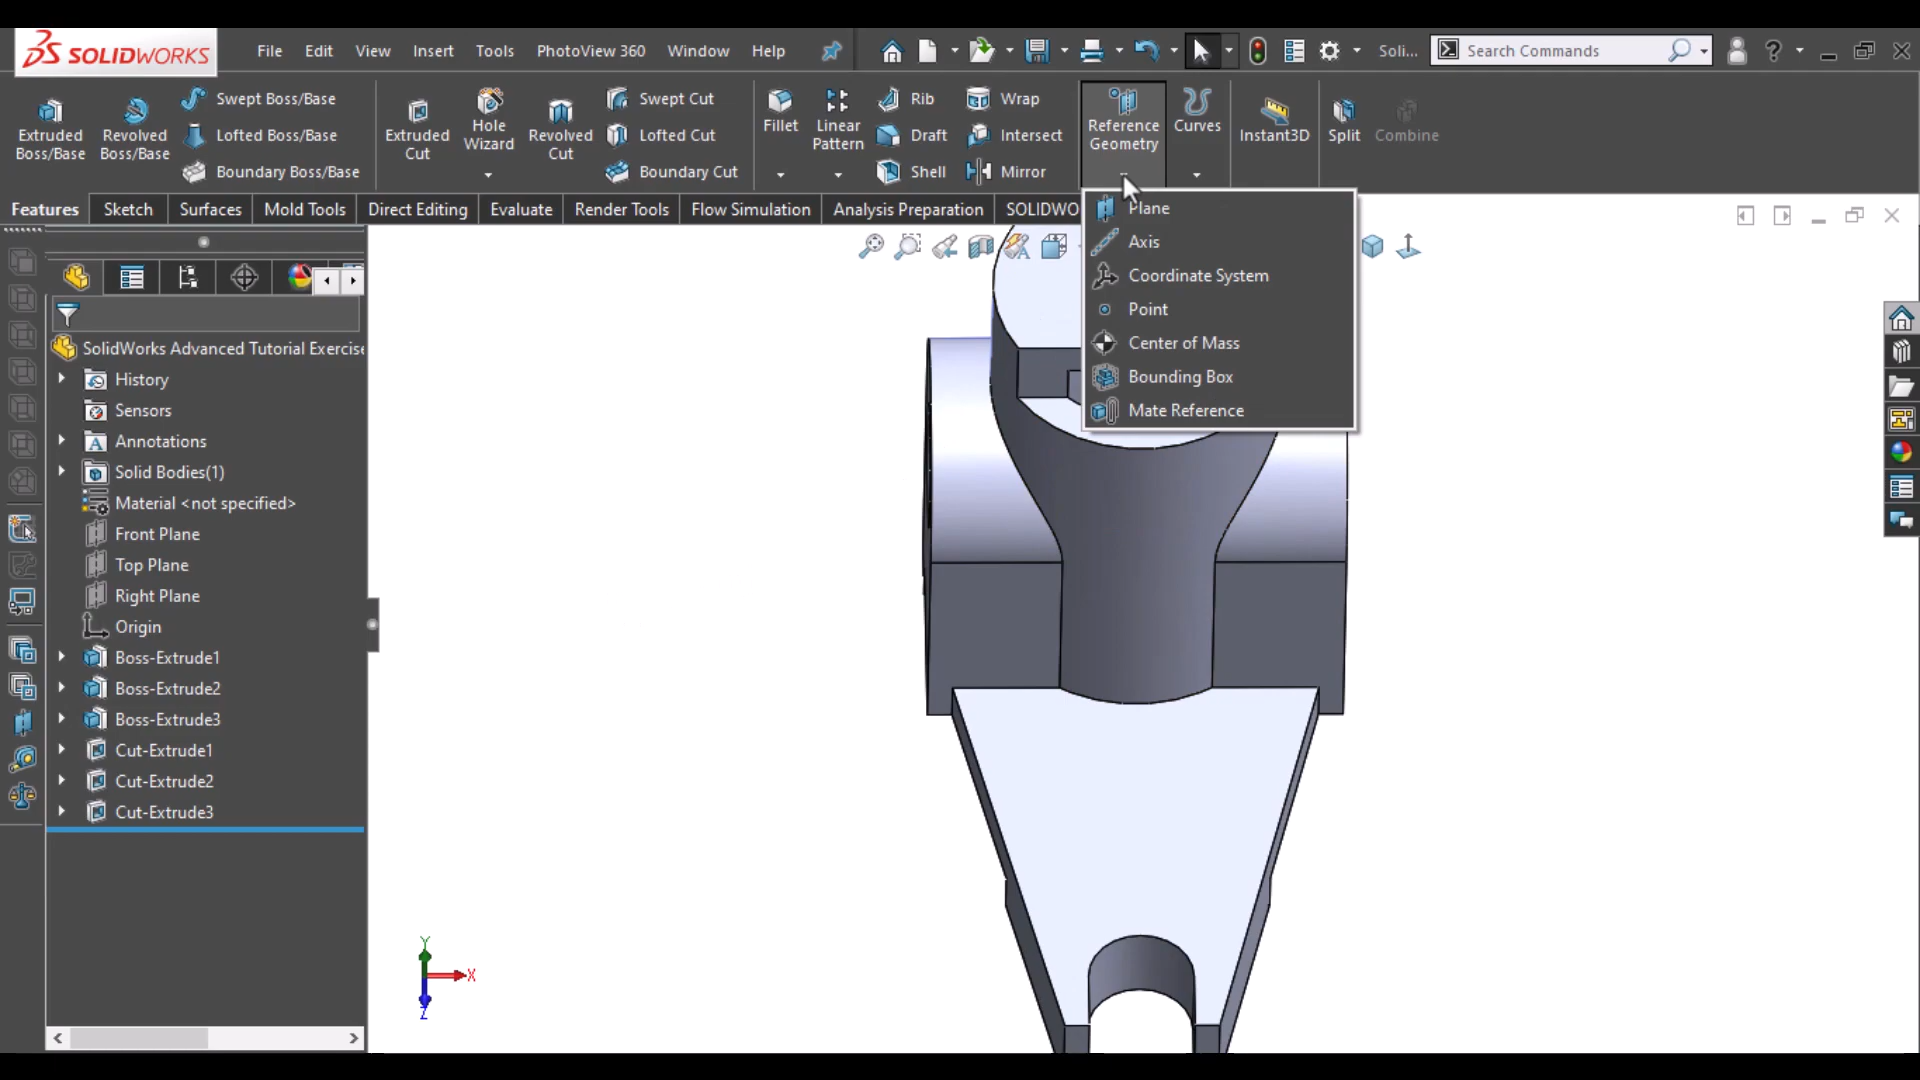 SOLIDWORKS File Edit View Insert Tools PhotoView 360 Window Help Soli... Search Commands
Extruded Boss/Base
Revolved Boss/Base
Swept Boss/Base
Lofted Boss/Base
Boundary Boss/Base
Extruded Cut
Hole Wizard
Revolved Cut
Swept Cut
Lofted Cut
Boundary Cut
Fillet
Linear Pattern
Rib
Draft
Shell
Wrap
Intersect
Mirror
Reference Geometry
Curves
Instant3D
Split
Combine
Features Sketch Surfaces Mold Tools Direct Editing Evaluate Render Tools Flow Simulation Analysis Preparation SOLIDWO
Plane
Axis
Coordinate System
Point
Center of Mass
Bounding Box
Mate Reference
SolidWorks Advanced Tutorial Exercise
History
Sensors
Annotations
Solid Bodies(1)
Material <not specified>
Front Plane
Top Plane
Right Plane
Origin
Boss-Extrude1
Boss-Extrude2
Boss-Extrude3
Cut-Extrude1
Cut-Extrude2
Cut-Extrude3
Y
X
Z